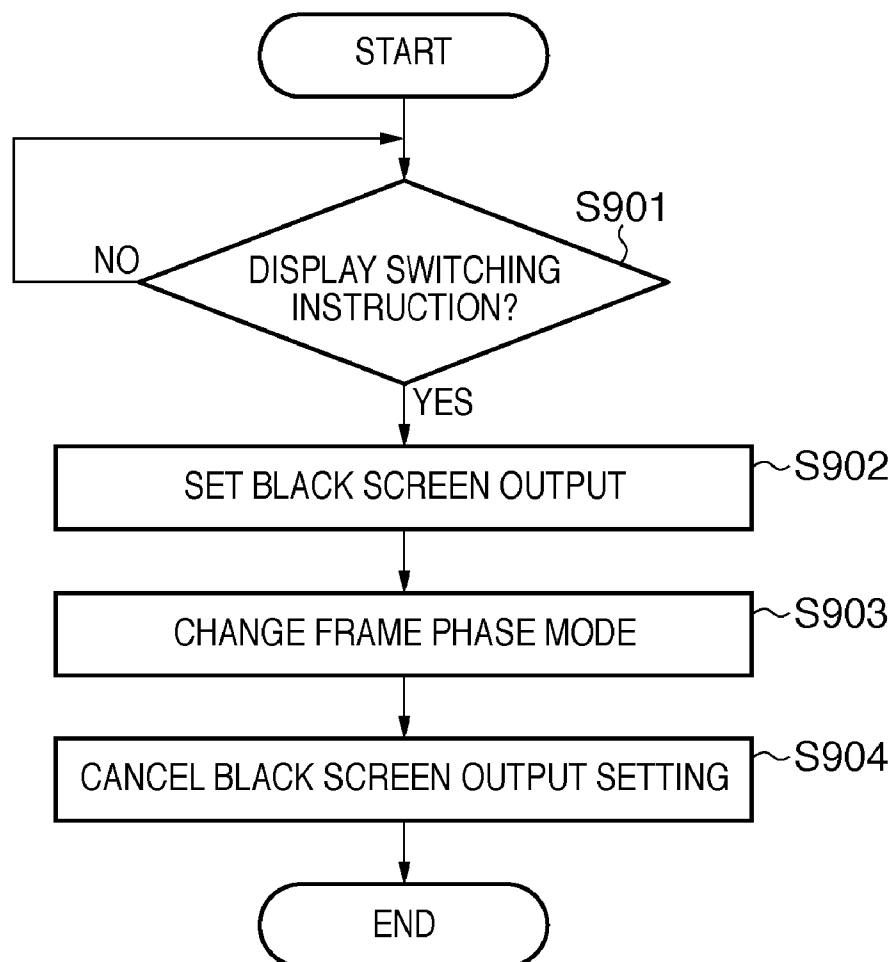 START
S901
NO
DISPLAY SWITCHING
INSTRUCTION?
YES
SET BLACK SCREEN OUTPUT
S902
CHANGE FRAME PHASE MODE
S903
CANCEL BLACK SCREEN OUTPUT SETTING
S904
END